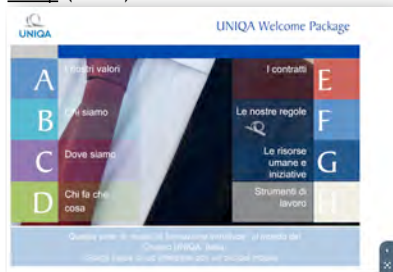 UNIQA
UNIQA Welcome Package
A
I nostri valori
B
Chi siamo
C
Dove siamo
D
Chi fa che
cosa
I contratti
E
Le nostre regole
F
Le risorse
umane e
iniziative
G
Strumenti di
lavoro
H